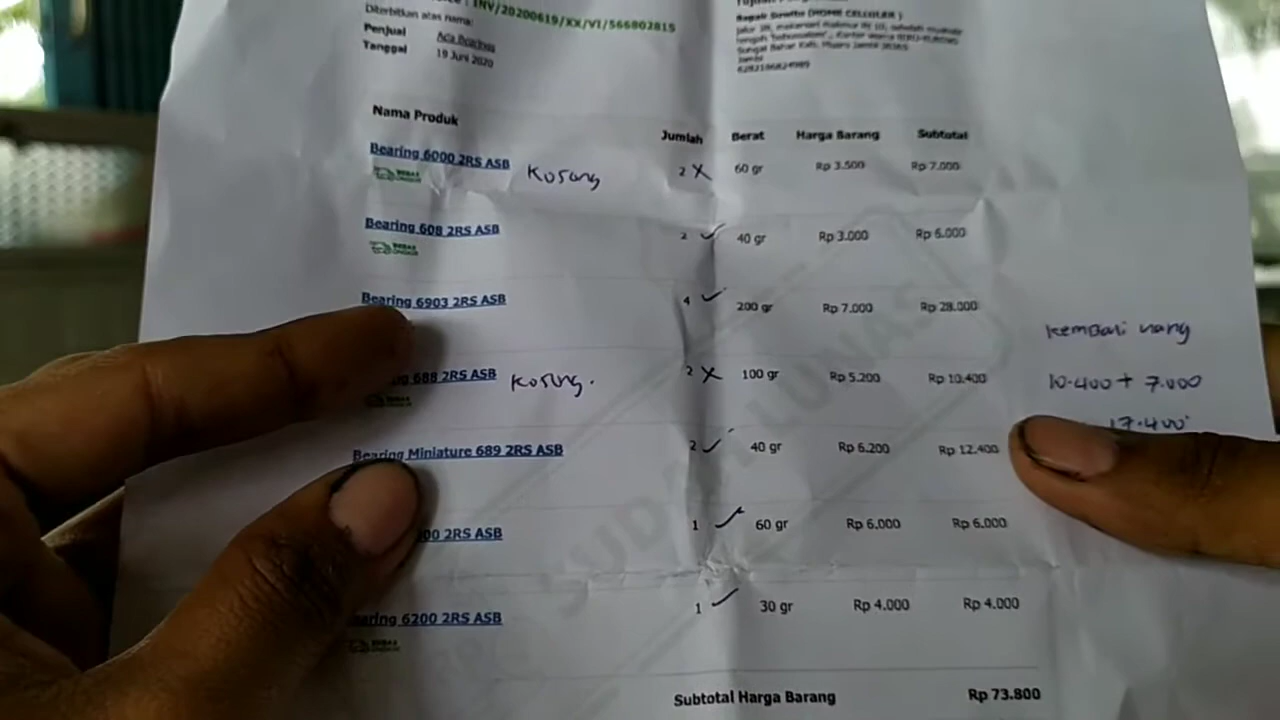 INV/20200619/XX/VI/566802815
Diterbitkan atas nama:
Penjual
Tanggal 19 Juni 2020
Bapak
628218682498
Nama Produk Jumlah Berat Harga Barang Subtotal
Bearing 6000 2RS ASB Kosong 2 X 60 gr Rp 3.500 Rp 7.000
Bearing 608 2RS ASB 2 ✓ 40 gr Rp 3.000 Rp 6.000
Bearing 6903 2RS ASB 4 ✓ 200 gr Rp 7.000 Rp 28.000
688 2RS ASB Kosong. 2 X 100 gr Rp 5.200 Rp 10.400
Bearing Miniature 689 2RS ASB 2 ✓ 40 gr Rp 6.200 Rp 12.400
00 2RS ASB 1 ✓ 60 gr Rp 6.000 Rp 6.000
aring 6200 2RS ASB 1 ✓ 30 gr Rp 4.000 Rp 4.000
Subtotal Harga Barang Rp 73.800
Kembali uang
10.400 + 7.000
17.400